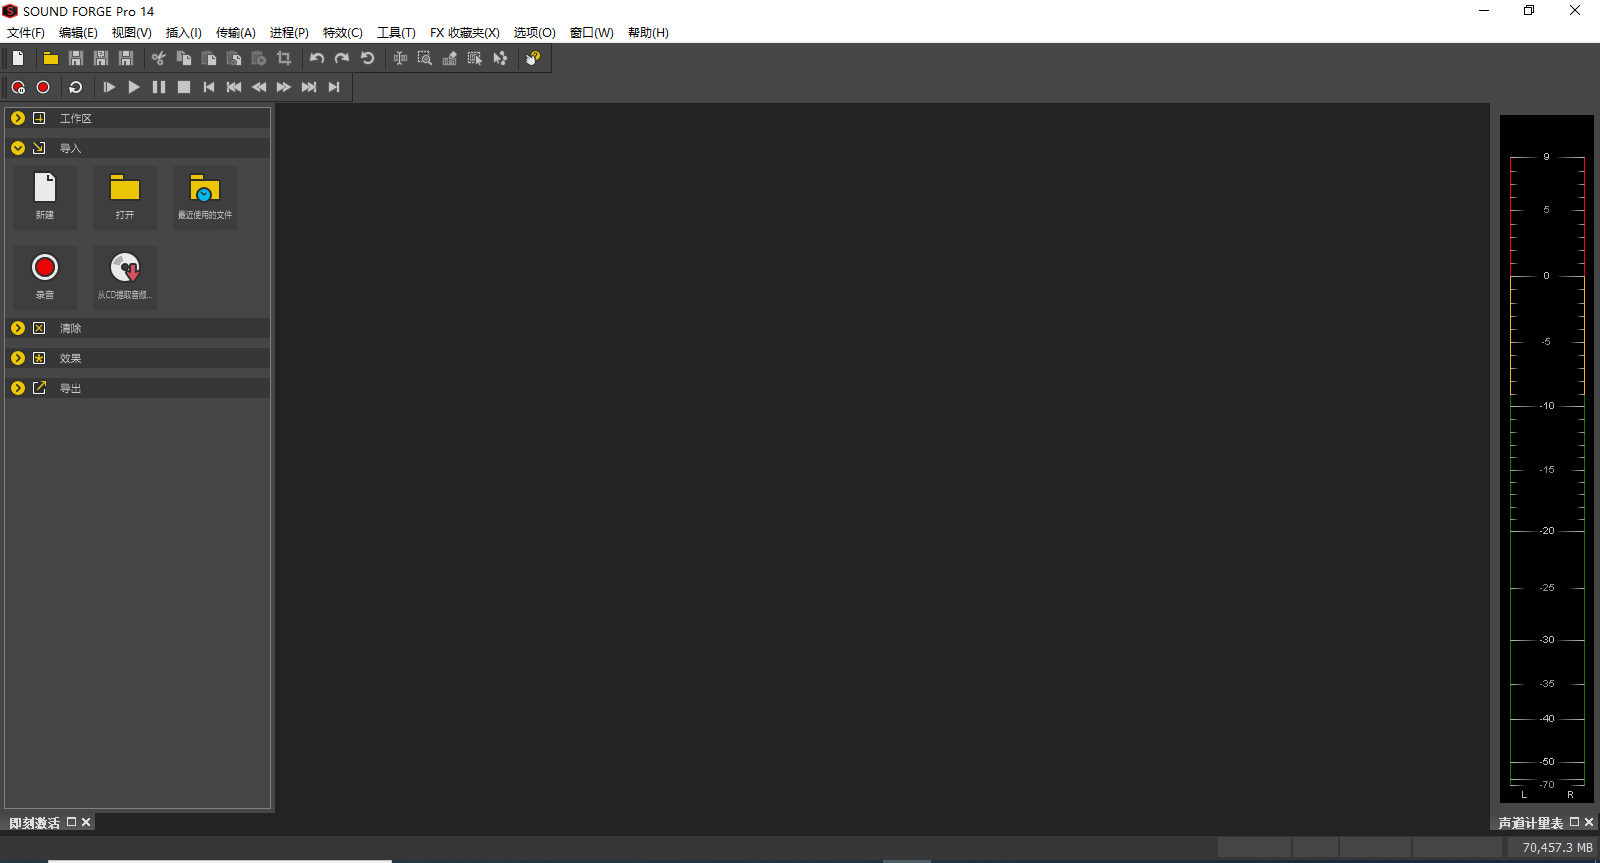 SOUND FORGE Pro 14
文件(F) 编辑(E) 视图(V) 插入(I) 传输(A) 进程(P) 特效(C) 工具(T) FX 收藏夹(X) 选项(O) 窗口(W) 帮助(H)
工作区
导入
新建 打开 最近使用的文件
录音 从CD提取音频...
清除
效果
导出
即刻激活
9
5
0
-5
-10
-15
-20
-25
-30
-35
-40
-50
-70
L R
声道计量表
70,457.3 MB